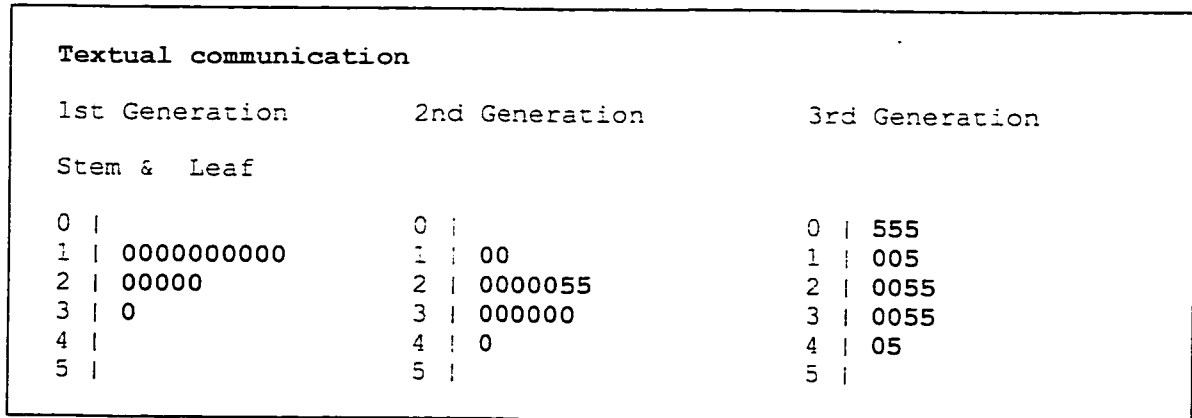 Textual communication
1st Generation 2nd Generation 3rd Generation
Stem & Leaf
0 | 0 | 0 | 555
1 | 0000000000 1 | 00 1 | 005
2 | 00000 2 | 0000055 2 | 0055
3 | 0 3 | 000000 3 | 0055
4 | 4 | 0 4 | 05
5 | 5 | 5 |